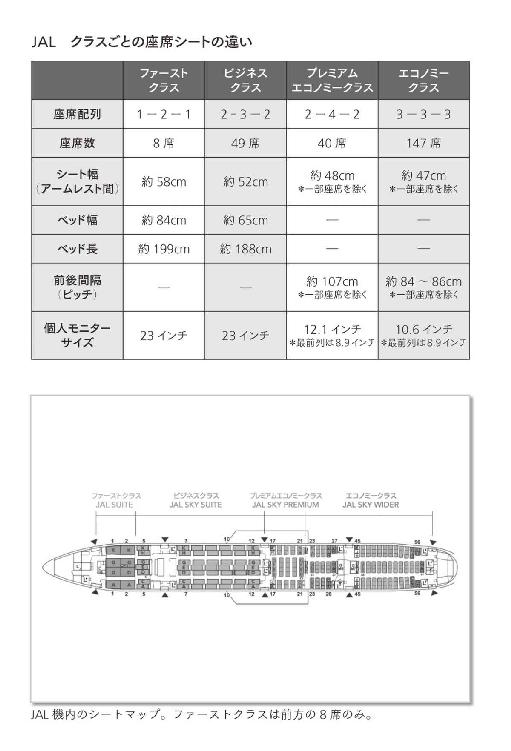 JAL　クラスごとの座席シートの違い
ファースト ビジネス プレミアム エコノミー
クラス クラス エコノミークラス クラス
座席配列 1－2－1 2－3－2 2－4－2 3－3－3
座席数 8席 49席 40席 147席
シート幅
（アームレスト間） 約58cm 約52cm 約48cm 約47cm
＊一部座席を除く ＊一部座席を除く
ベッド幅 約84cm 約65cm ― ―
ベッド長 約199cm 約188cm ― ―
前後間隔
（ピッチ） ― ― 約107cm 約84～86cm
＊一部座席を除く ＊一部座席を除く
個人モニター
サイズ 23インチ 23インチ 12.1インチ 10.6インチ
＊最前列は8.9インチ ＊最前列は8.9インチ
ファーストクラス ビジネスクラス プレミアムエコノミークラス エコノミークラス
JAL SUITE JAL SKY SUITE JAL SKY PREMIUM JAL SKY WIDER
1 2 5 7 10 12 17 21 23 27 45 56
1 2 5 7 10 12 17 21 23 28 45 56
JAL機内のシートマップ。ファーストクラスは前方の8席のみ。